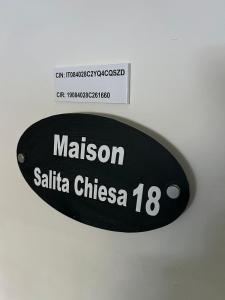 CIN: IT084028C2YQ4CQSZD
CIR: 19084028C261660
Maison
Salita Chiesa 18